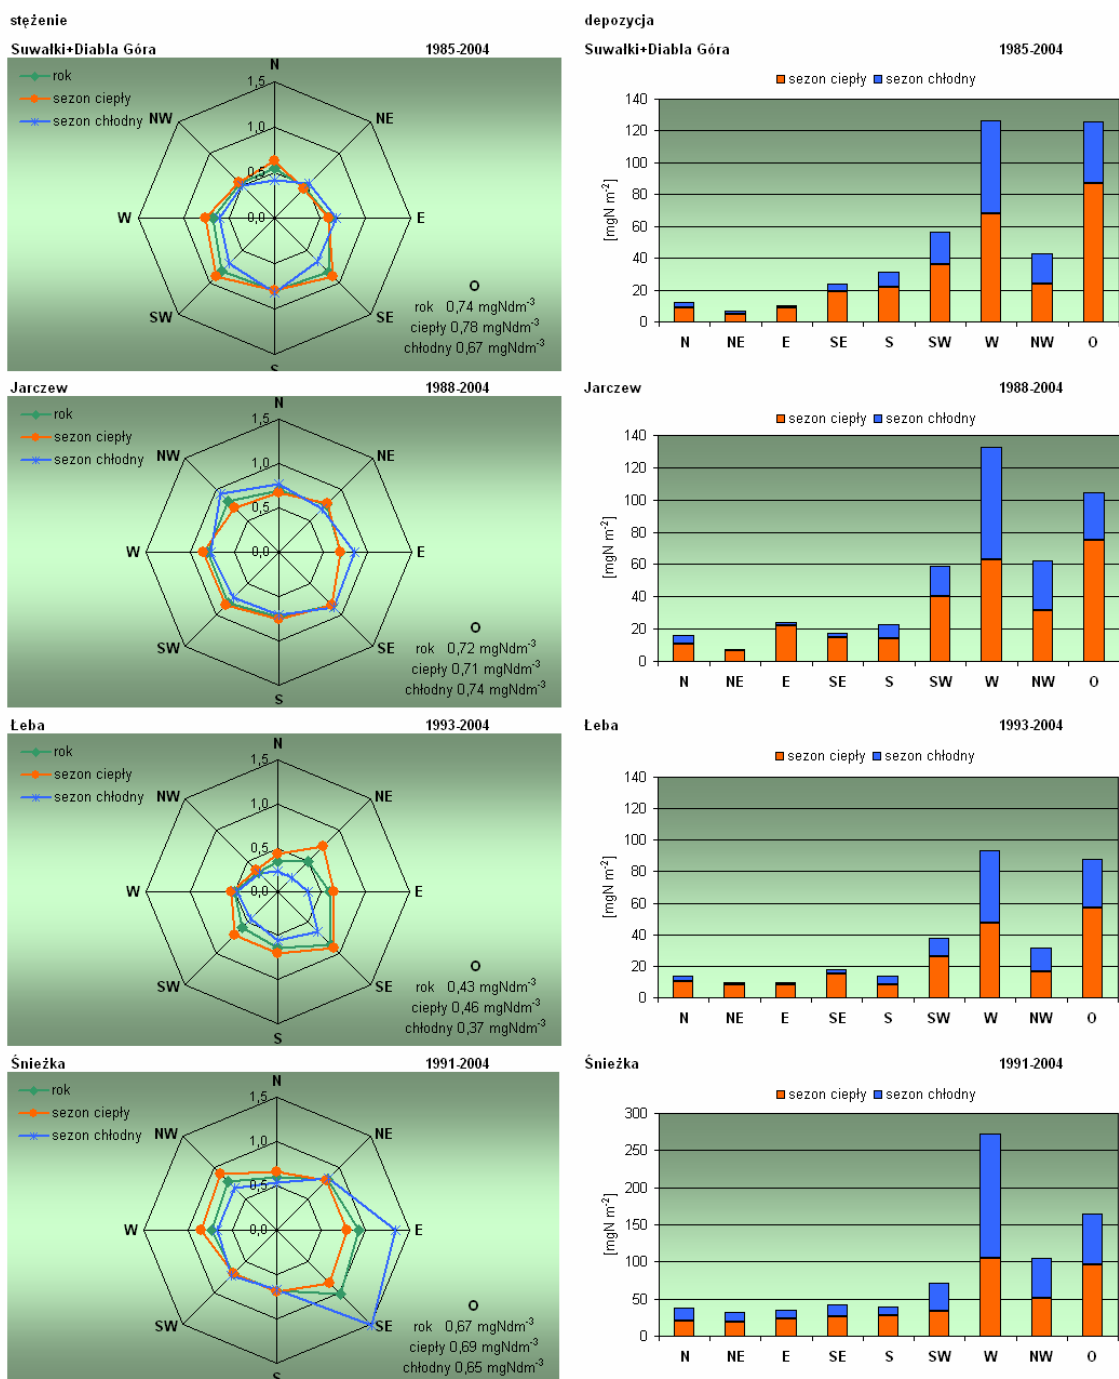 stężenie
Suwałki+Diabla Góra 1985-2004
rok
sezon ciepły
sezon chłodny
N
NE
E
SE
S
SW
W
NW
1,5
1,0
0,5
0,0
O
rok 0,74 mgNdm-3
ciepły 0,78 mgNdm-3
chłodny 0,67 mgNdm-3
depozycja
Suwałki+Diabla Góra 1985-2004
sezon ciepły sezon chłodny
[mgN m-2]
140
120
100
80
60
40
20
0
N NE E SE S SW W NW O
Jarczew 1988-2004
rok
sezon ciepły
sezon chłodny
N
NE
E
SE
S
SW
W
NW
1,5
1,0
0,5
0,0
O
rok 0,72 mgNdm-3
ciepły 0,71 mgNdm-3
chłodny 0,74 mgNdm-3
Jarczew 1988-2004
sezon ciepły sezon chłodny
[mgN m-2]
140
120
100
80
60
40
20
0
N NE E SE S SW W NW O
Łeba 1993-2004
rok
sezon ciepły
sezon chłodny
N
NE
E
SE
S
SW
W
NW
1,5
1,0
0,5
0,0
O
rok 0,43 mgNdm-3
ciepły 0,46 mgNdm-3
chłodny 0,37 mgNdm-3
Łeba 1993-2004
sezon ciepły sezon chłodny
[mgN m-2]
140
120
100
80
60
40
20
0
N NE E SE S SW W NW O
Śnieżka 1991-2004
rok
sezon ciepły
sezon chłodny
N
NE
E
SE
S
SW
W
NW
1,5
1,0
0,5
0,0
O
rok 0,67 mgNdm-3
ciepły 0,69 mgNdm-3
chłodny 0,65 mgNdm-3
Śnieżka 1991-2004
sezon ciepły sezon chłodny
[mgN m-2]
300
250
200
150
100
50
0
N NE E SE S SW W NW O